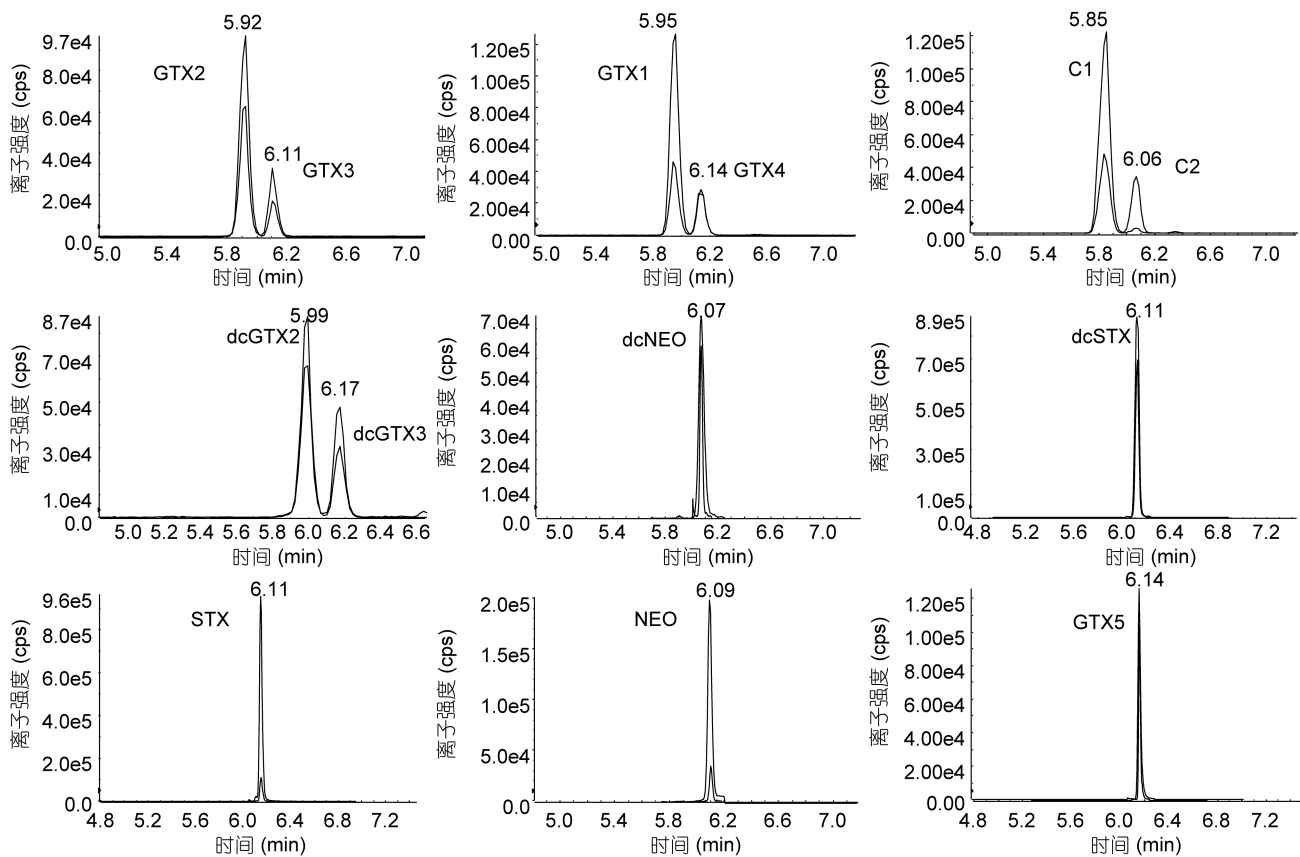 5.92
9.7e4
8.0e4
6.0e4
4.0e4
2.0e4
0.0
离子强度 (cps)
GTX2
6.11
GTX3
5.0 5.4 5.8 6.2 6.6 7.0
时间 (min)
5.95
1.20e5
1.00e5
8.00e4
6.00e4
4.00e4
2.00e4
0.00
离子强度 (cps)
GTX1
6.14 GTX4
5.0 5.4 5.8 6.2 6.6 7.0
时间 (min)
5.85
1.20e5
1.00e5
8.00e4
6.00e4
4.00e4
2.00e4
0.00
离子强度 (cps)
C1
6.06
C2
5.0 5.4 5.8 6.2 6.6 7.0
时间 (min)
5.99
8.7e4
7.0e4
5.0e4
3.0e4
1.0e4
0.0
离子强度 (cps)
dcGTX2
6.17
dcGTX3
5.0 5.2 5.4 5.6 5.8 6.0 6.2 6.4 6.6
时间 (min)
6.07
7.0e4
6.0e4
5.0e4
4.0e4
3.0e4
2.0e4
1.0e4
0.0
离子强度 (cps)
dcNEO
5.0 5.4 5.8 6.2 6.6 7.0
时间 (min)
6.11
8.9e5
7.0e5
5.0e5
3.0e5
1.0e5
0.0
离子强度 (cps)
dcSTX
4.8 5.2 5.6 6.0 6.4 6.8 7.2
时间 (min)
6.11
9.6e5
8.0e5
6.0e5
4.0e5
2.0e5
0.0
离子强度 (cps)
STX
4.8 5.2 5.6 6.0 6.4 6.8 7.2
时间 (min)
6.09
2.0e5
1.5e5
1.0e5
5.0e4
0.0
离子强度 (cps)
NEO
5.0 5.4 5.8 6.2 6.6 7.0
时间 (min)
6.14
1.20e5
1.00e5
8.00e4
6.00e4
4.00e4
2.00e4
0.00
离子强度 (cps)
GTX5
4.8 5.2 5.6 6.0 6.4 6.8 7.2
时间 (min)